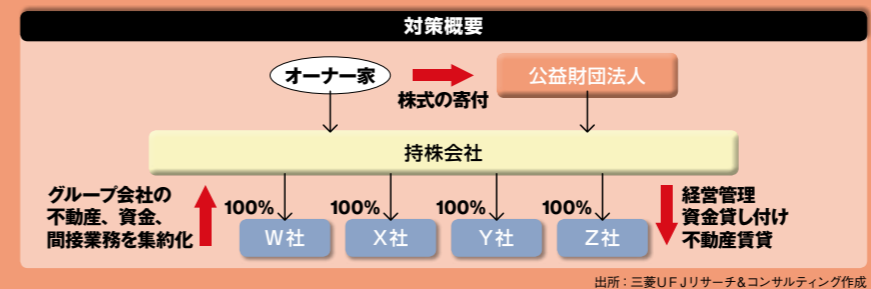 対策概要
オーナー家
公益財団法人
株式の寄付
持株会社
グループ会社の
不動産、資金、
間接業務を集約化
100%
100%
100%
100%
W社
X社
Y社
Z社
経営管理
資金貸し付け
不動産賃貸
出所：三菱UFJリサーチ&コンサルティング作成